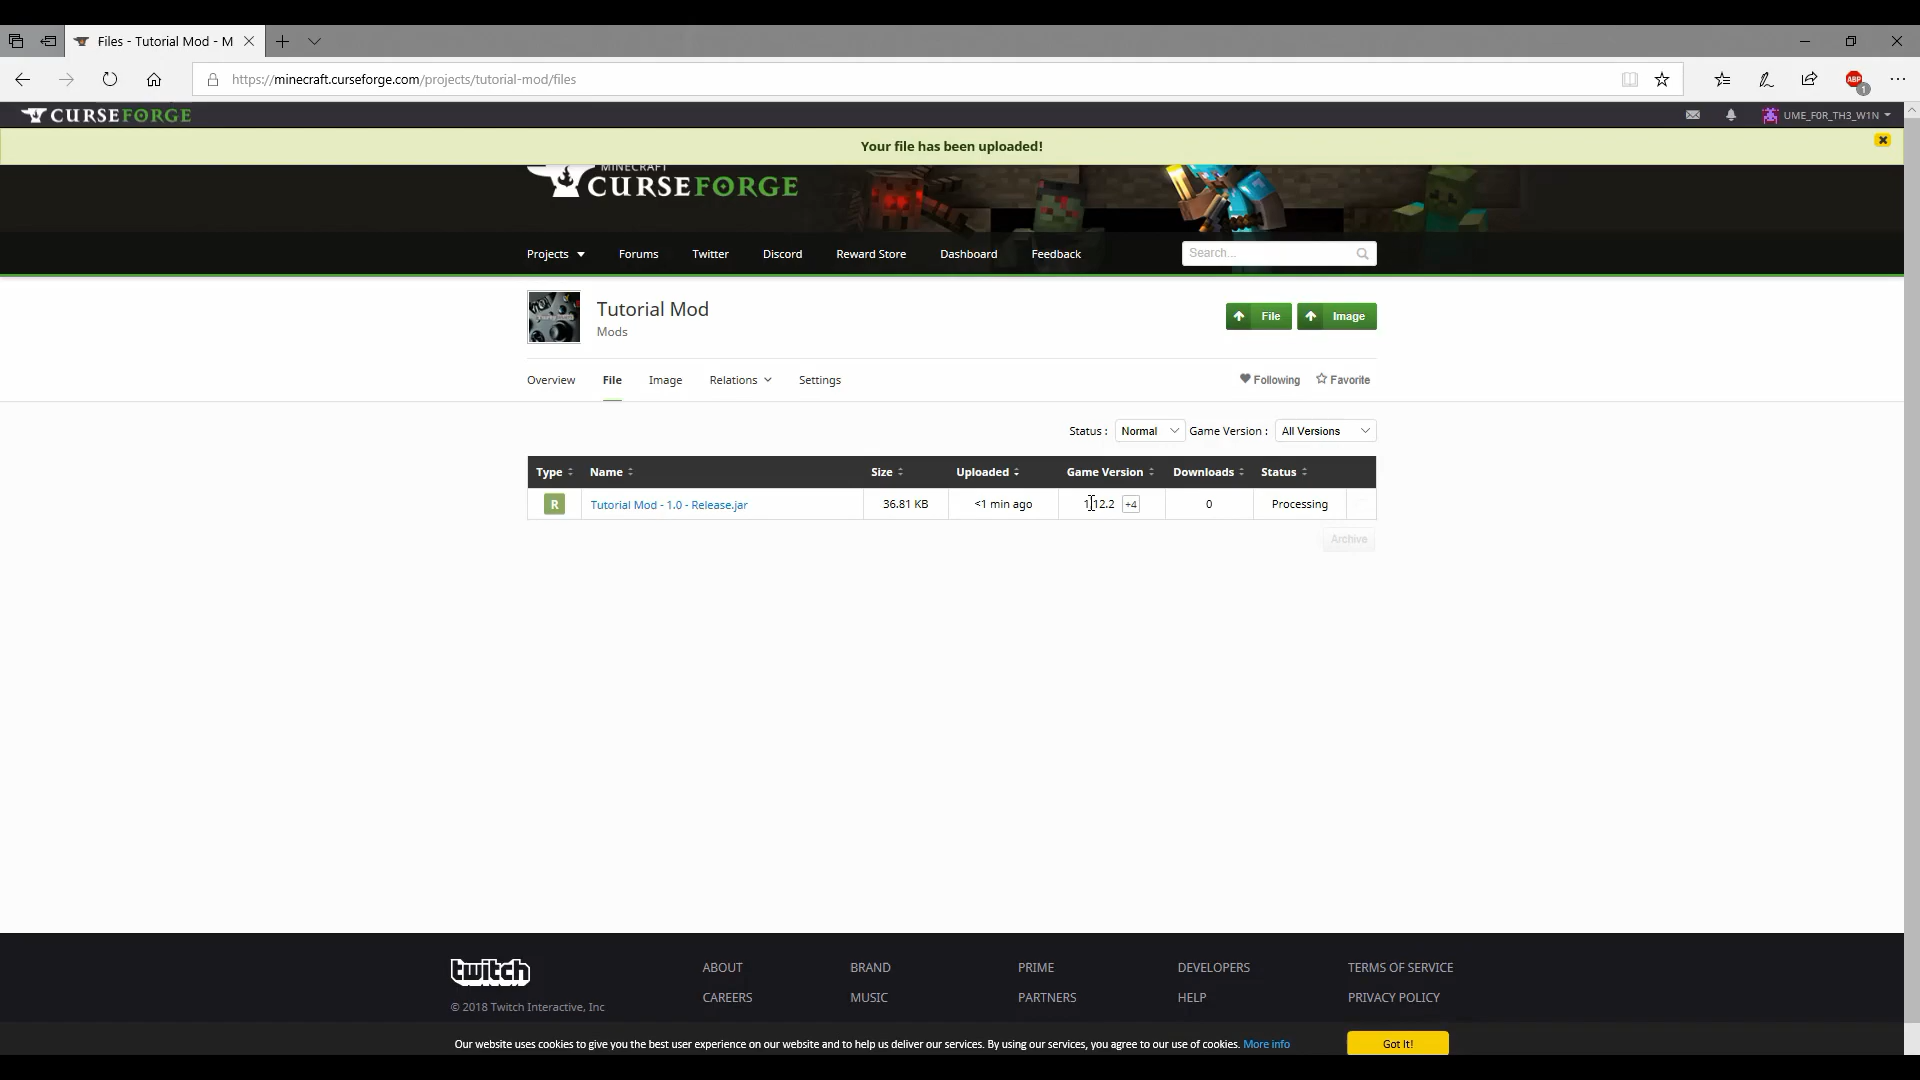 Files - Tutorial Mod - M
https://minecraft.curseforge.com/projects/tutorial-mod/files
ABP
1
CURSEFORGE
UME_F0R_TH3_W1N
Your file has been uploaded!
MINECRAFT
CURSEFORGE
Projects
Forums
Twitter
Discord
Reward Store
Dashboard
Feedback
Search...
Tutorial Mod
Mods
File
Image
Overview
File
Image
Relations
Settings
Following
Favorite
Status :
Normal
Game Version :
All Versions
Type
Name
Size
Uploaded
Game Version
Downloads
Status
R
Tutorial Mod - 1.0 - Release.jar
36.81 KB
<1 min ago
1.12.2
+4
0
Processing
Archive
twitch
© 2018 Twitch Interactive, Inc
ABOUT
BRAND
PRIME
DEVELOPERS
TERMS OF SERVICE
CAREERS
MUSIC
PARTNERS
HELP
PRIVACY POLICY
Our website uses cookies to give you the best user experience on our website and to help us deliver our services. By using our services, you agree to our use of cookies. More info
Got It!